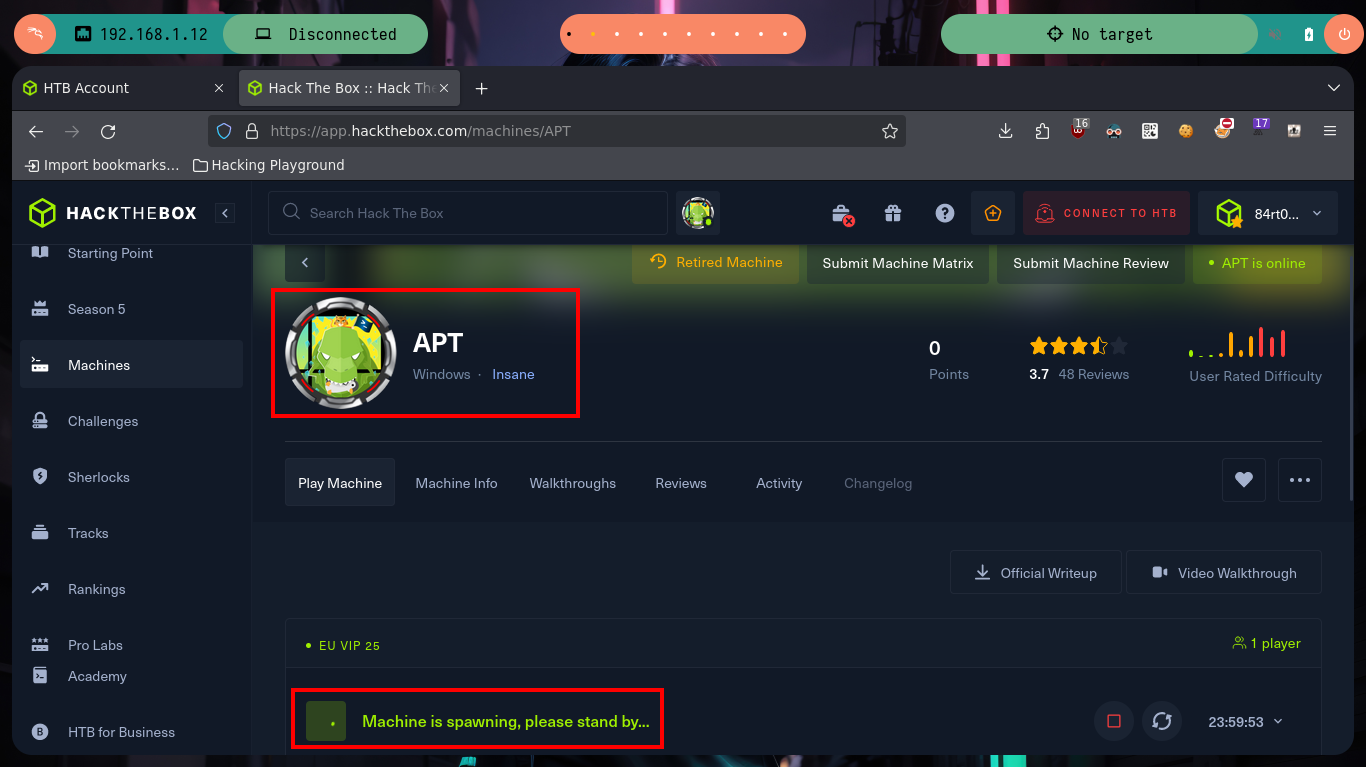 192.168.1.12
Disconnected
No target
HTB Account
Hack The Box :: Hack The
https://app.hackthebox.com/machines/APT
16
17
Import bookmarks...
Hacking Playground
HACKTHEBOX
Search Hack The Box
CONNECT TO HTB
84rt0...
Starting Point
Season 5
Machines
Challenges
Sherlocks
Tracks
Rankings
Pro Labs
Academy
HTB for Business
Retired Machine
Submit Machine Matrix
Submit Machine Review
APT is online
APT
Windows · Insane
0
Points
3.7 48 Reviews
User Rated Difficulty
Play Machine
Machine Info
Walkthroughs
Reviews
Activity
Changelog
Official Writeup
Video Walkthrough
EU VIP 25
1 player
Machine is spawning, please stand by...
23:59:53